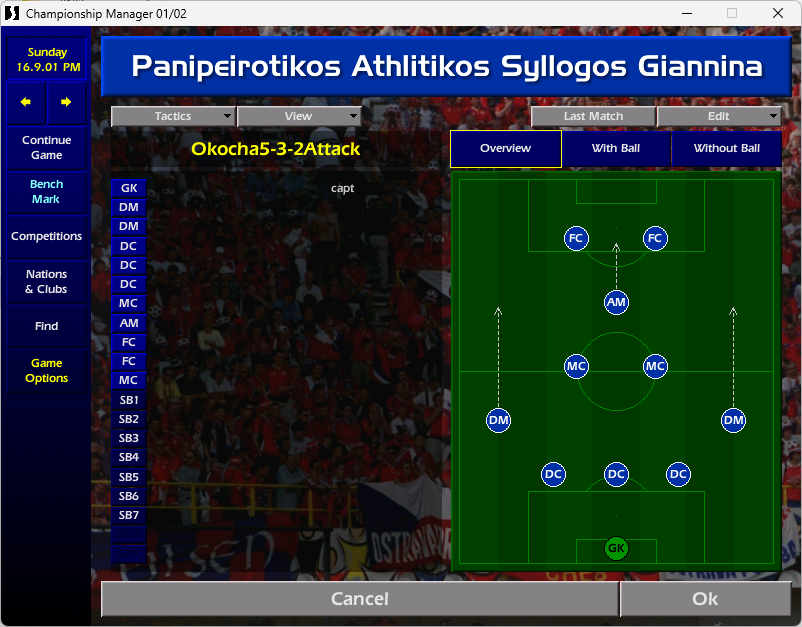 Championship Manager 01/02
Sunday
16.9.01 PM
Panipeirotikos Athlitikos Syllogos Giannina
Tactics
View
Last Match
Edit
Continue
Game
Bench
Mark
Competitions
Nations
& Clubs
Find
Game
Options
Okocha5-3-2Attack
Overview
With Ball
Without Ball
GK
capt
DM
DM
DC
DC
DC
MC
AM
FC
FC
MC
SB1
SB2
SB3
SB4
SB5
SB6
SB7
FC FC
AM
MC MC
DM DM
DC DC DC
GK
OSTRAVA
Cancel
Ok